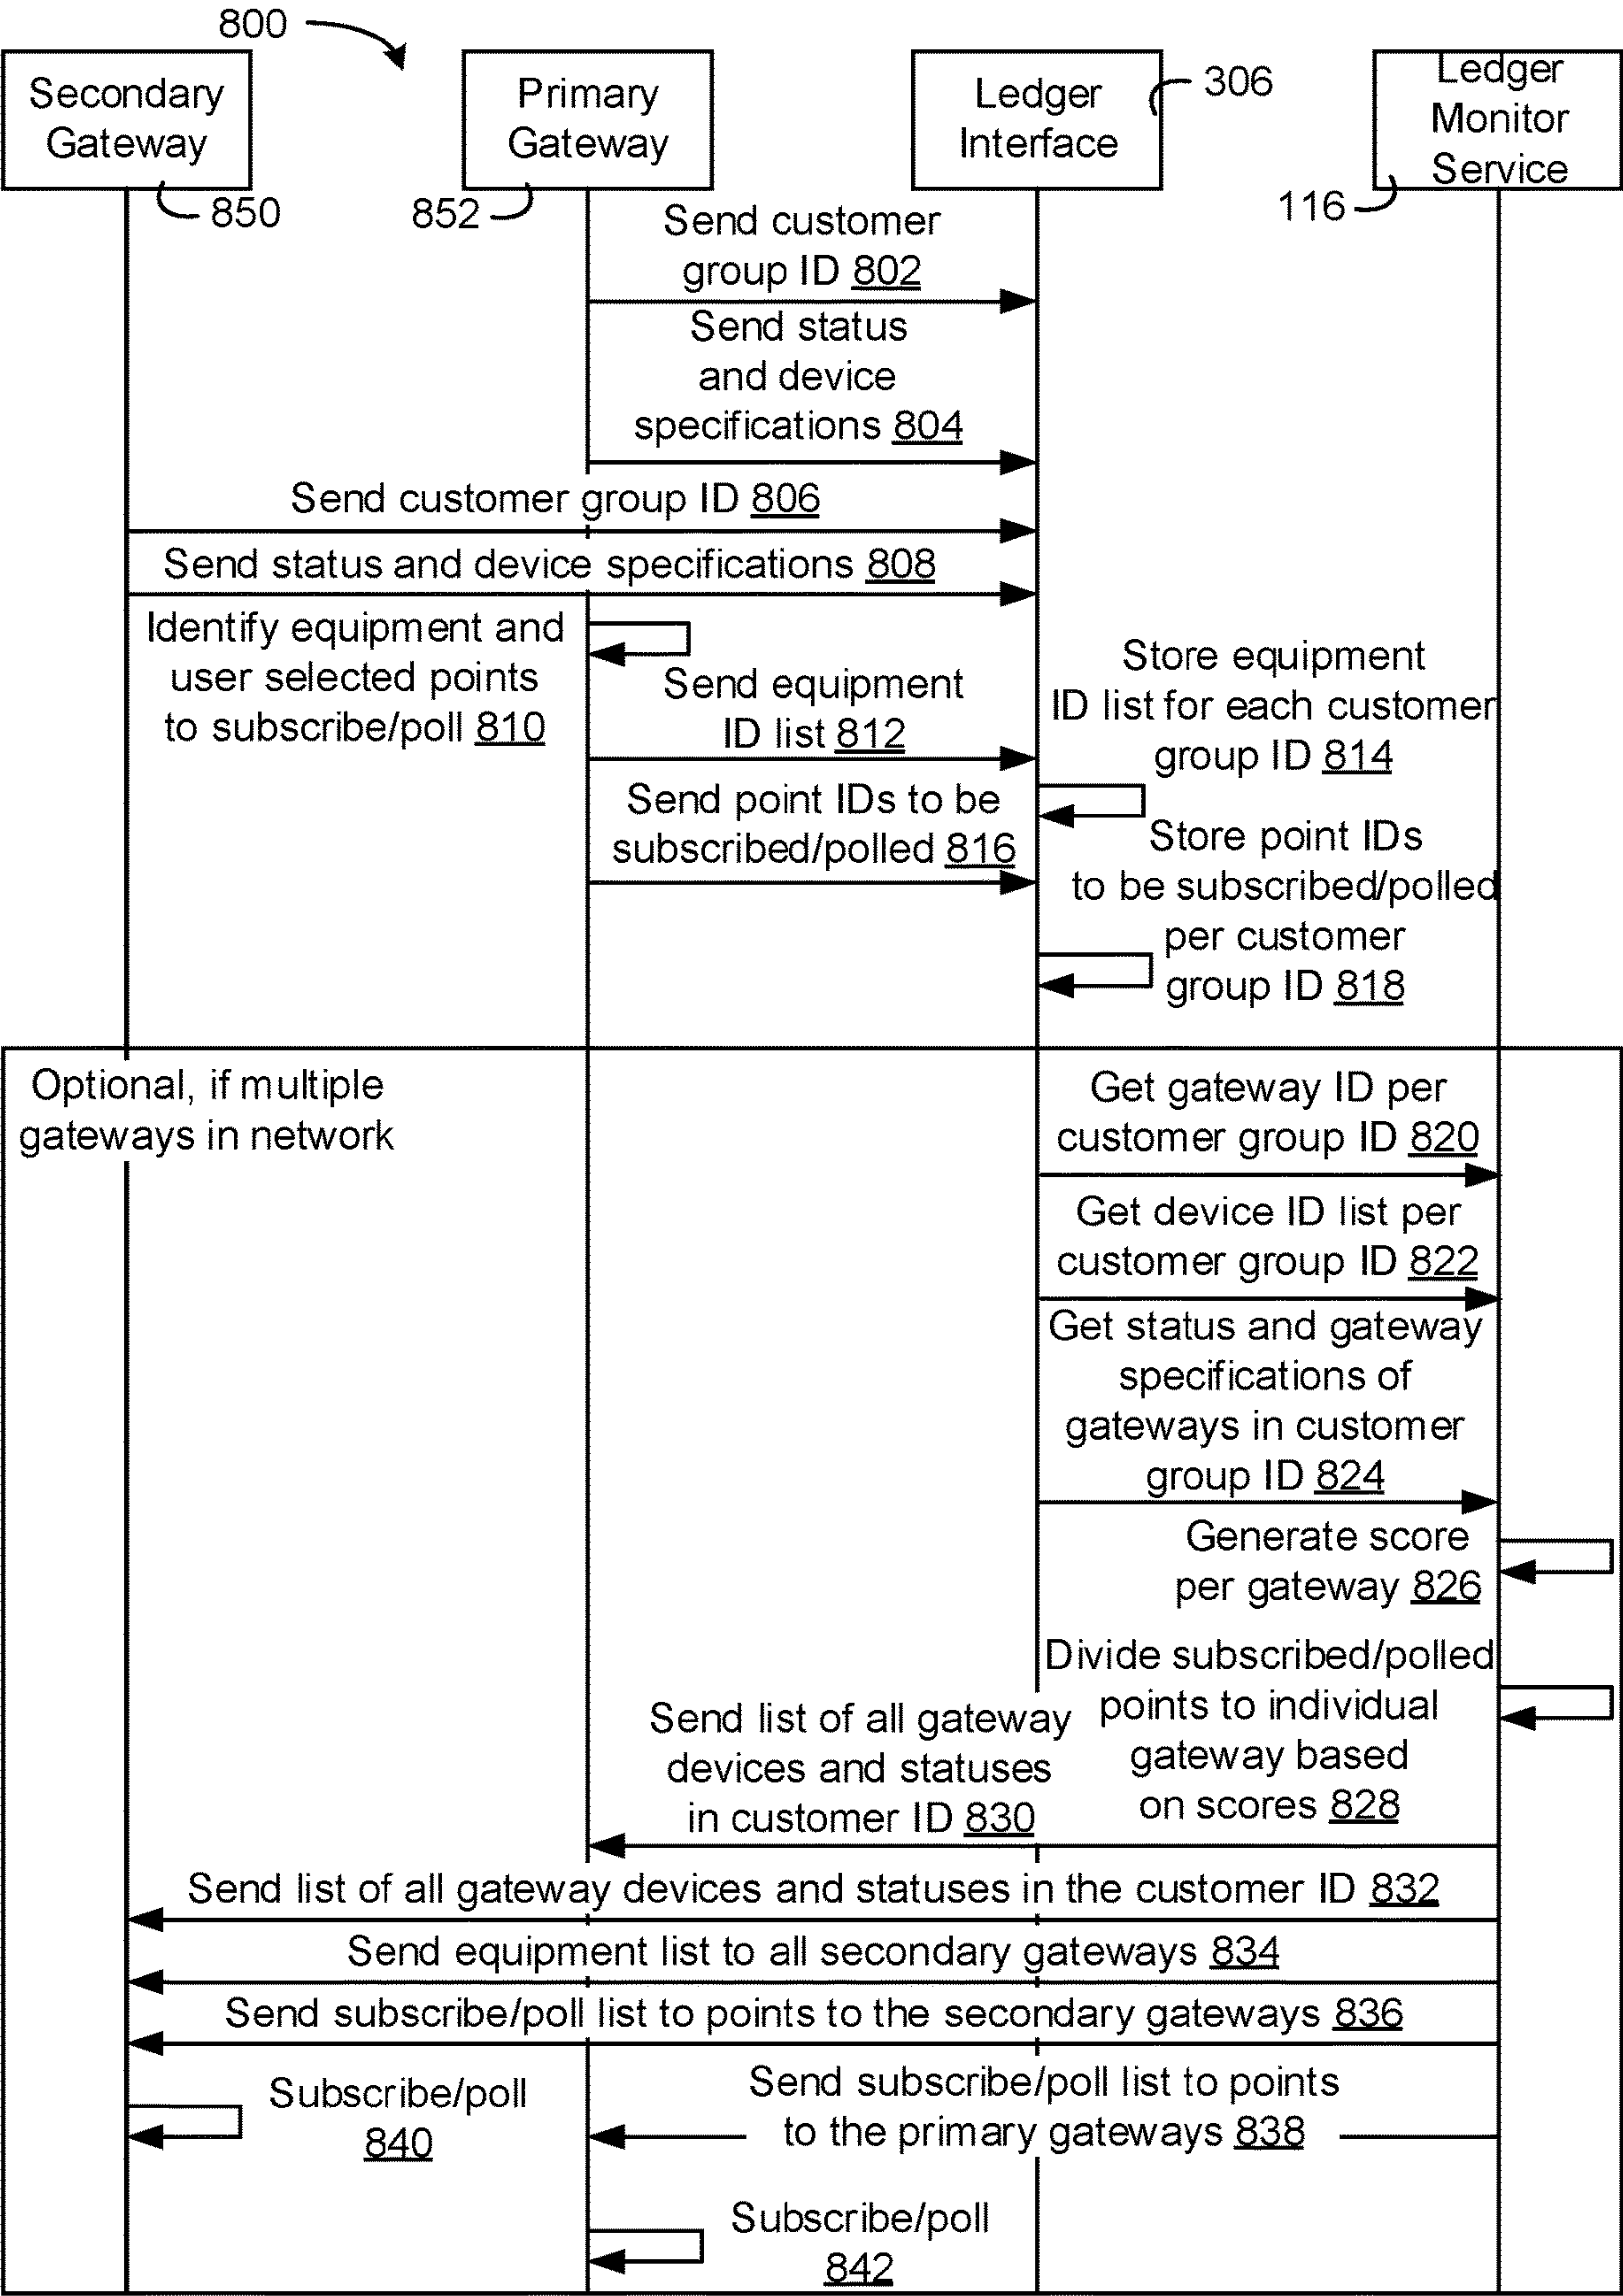 800
Secondary
Gateway
850
Primary
Gateway
852
Ledger
Interface
306
Ledger
Monitor
Service
116
Send customer
group ID 802
Send status
and device
specifications 804
Send customer group ID 806
Send status and device specifications 808
Identify equipment and
user selected points
to subscribe/poll 810
Send equipment
ID list 812
Store equipment
ID list for each customer
group ID 814
Send point IDs to be
subscribed/polled 816
Store point IDs
to be subscribed/polled
per customer
group ID 818
Optional, if multiple
gateways in network
Get gateway ID per
customer group ID 820
Get device ID list per
customer group ID 822
Get status and gateway
specifications of
gateways in customer
group ID 824
Generate score
per gateway 826
Divide subscribed/polled
points to individual
gateway based
on scores 828
Send list of all gateway
devices and statuses
in customer ID 830
Send list of all gateway devices and statuses in the customer ID 832
Send equipment list to all secondary gateways 834
Send subscribe/poll list to points to the secondary gateways 836
Send subscribe/poll list to points
to the primary gateways 838
Subscribe/poll
840
Subscribe/poll
842